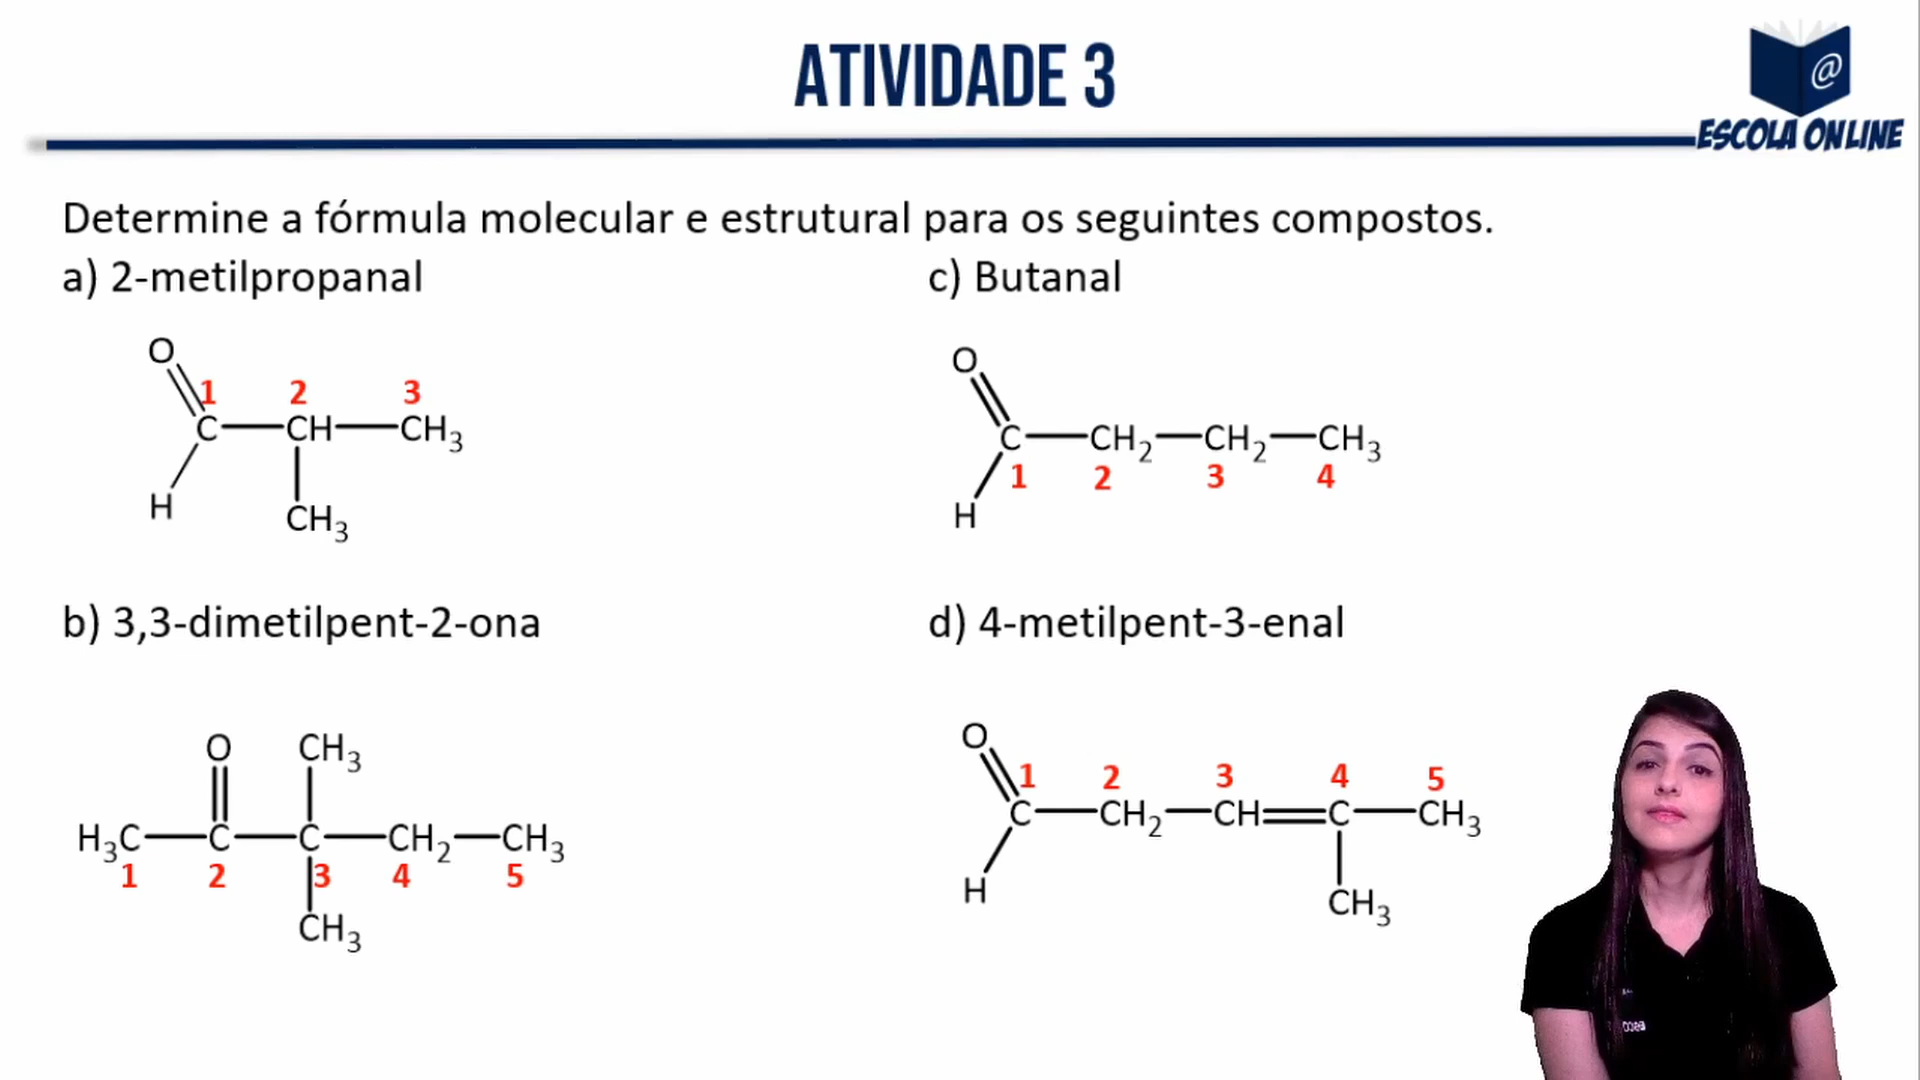 ATIVIDADE 3
@
ESCOLA ONLINE
Determine a fórmula molecular e estrutural para os seguintes compostos.
a) 2-metilpropanal
O
1 2 3
C CH CH₃
H CH₃
c) Butanal
O
C CH₂ CH₂ CH₃
1 2 3 4
H
b) 3,3-dimetilpent-2-ona
O CH₃
H₃C C C CH₂ CH₃
1 2 3 4 5
CH₃
d) 4-metilpent-3-enal
O
1 2 3 4 5
C CH₂ CH C CH₃
H CH₃